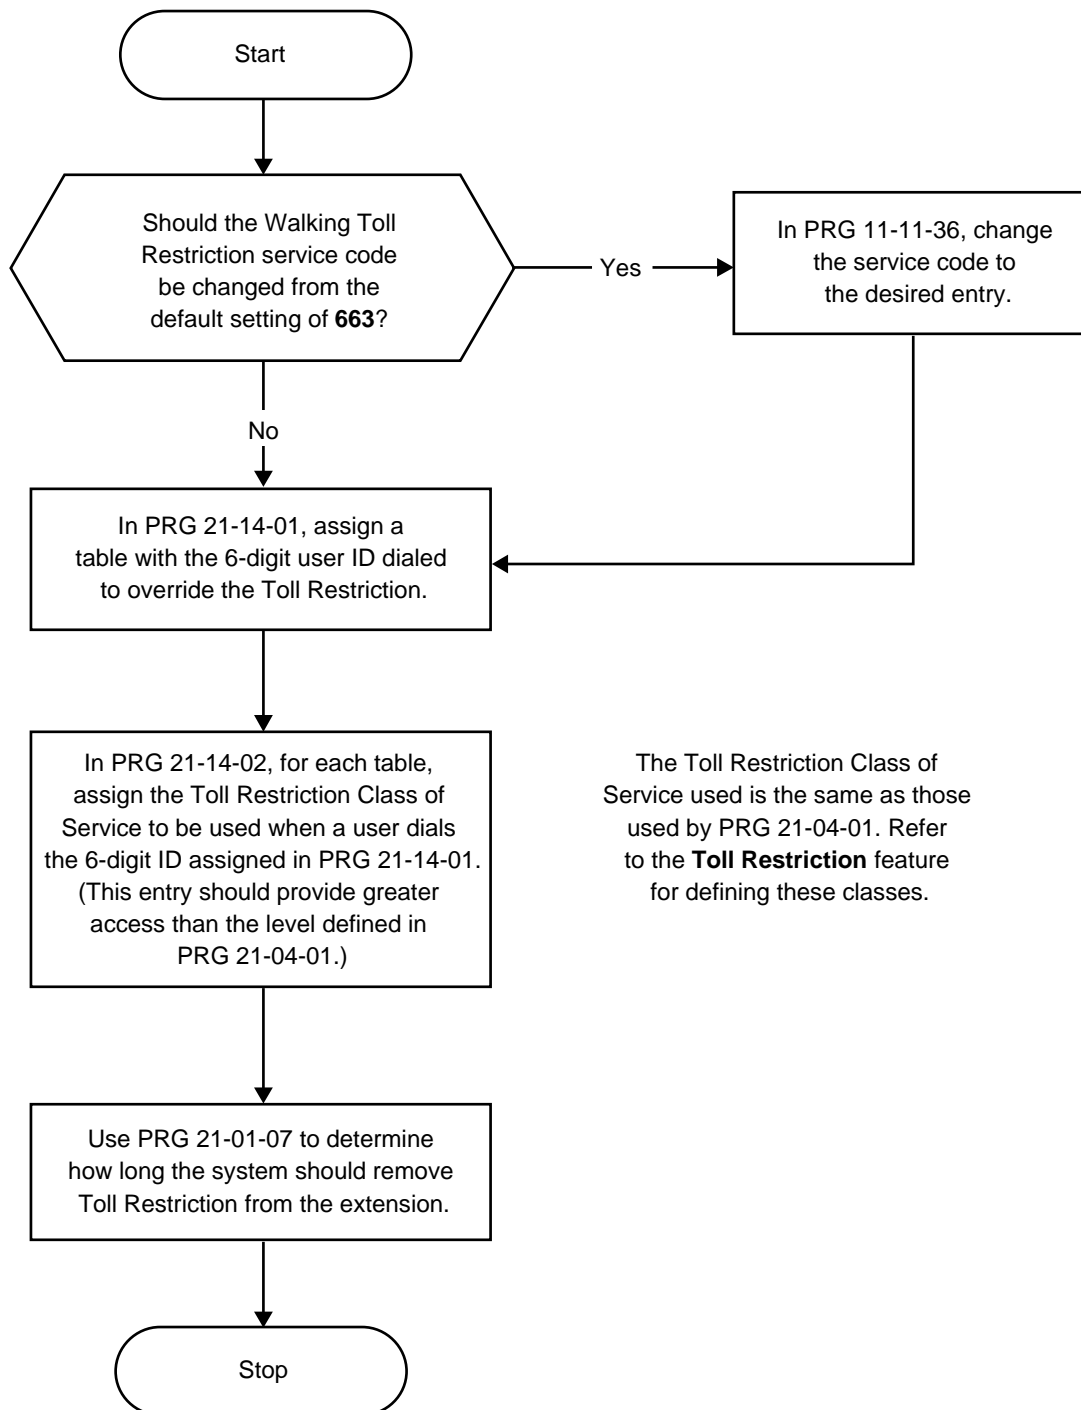 Start
Should the Walking Toll
Restriction service code
be changed from the
default setting of 663?
Yes
In PRG 11-11-36, change
the service code to
the desired entry.
No
In PRG 21-14-01, assign a
table with the 6-digit user ID dialed
to override the Toll Restriction.
In PRG 21-14-02, for each table,
assign the Toll Restriction Class of
Service to be used when a user dials
the 6-digit ID assigned in PRG 21-14-01.
(This entry should provide greater
access than the level defined in
PRG 21-04-01.)
The Toll Restriction Class of
Service used is the same as those
used by PRG 21-04-01. Refer
to the Toll Restriction feature
for defining these classes.
Use PRG 21-01-07 to determine
how long the system should remove
Toll Restriction from the extension.
Stop